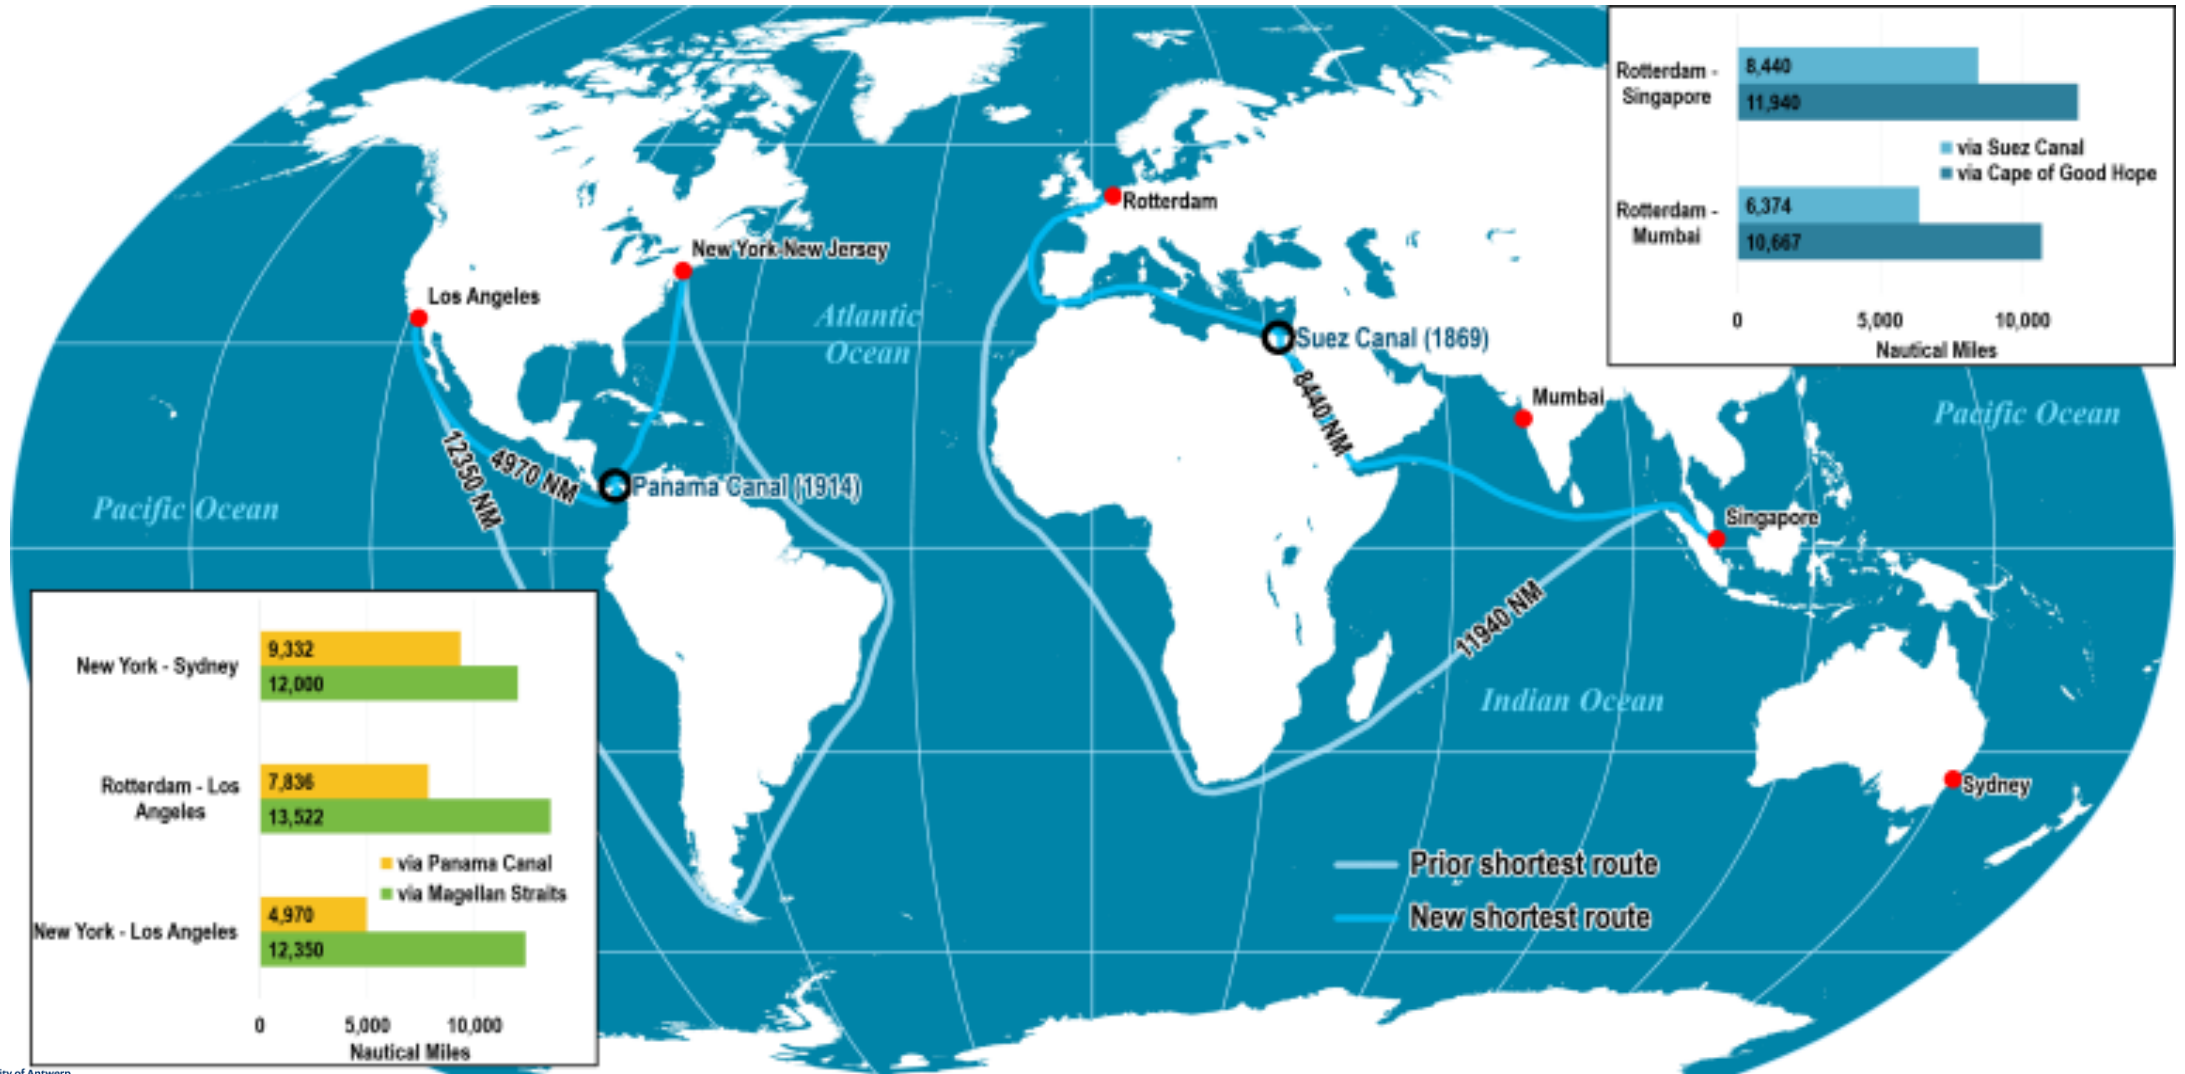 Rotterdam -
Singapore
8,440
11,940
via Suez Canal
via Cape of Good Hope
Rotterdam -
Mumbai
6,374
10,667
0
5,000
10,000
Nautical Miles
Rotterdam
New York-New Jersey
Los Angeles
Atlantic
Ocean
Suez Canal (1869)
8440 NM
Mumbai
Pacific Ocean
12350 NM
4970 NM
Panama Canal (1914)
Pacific Ocean
Singapore
11940 NM
Indian Ocean
Sydney
Prior shortest route
New shortest route
New York - Sydney
9,332
12,000
Rotterdam - Los
Angeles
7,836
13,522
via Panama Canal
via Magellan Straits
New York - Los Angeles
4,970
12,350
0
5,000
10,000
Nautical Miles